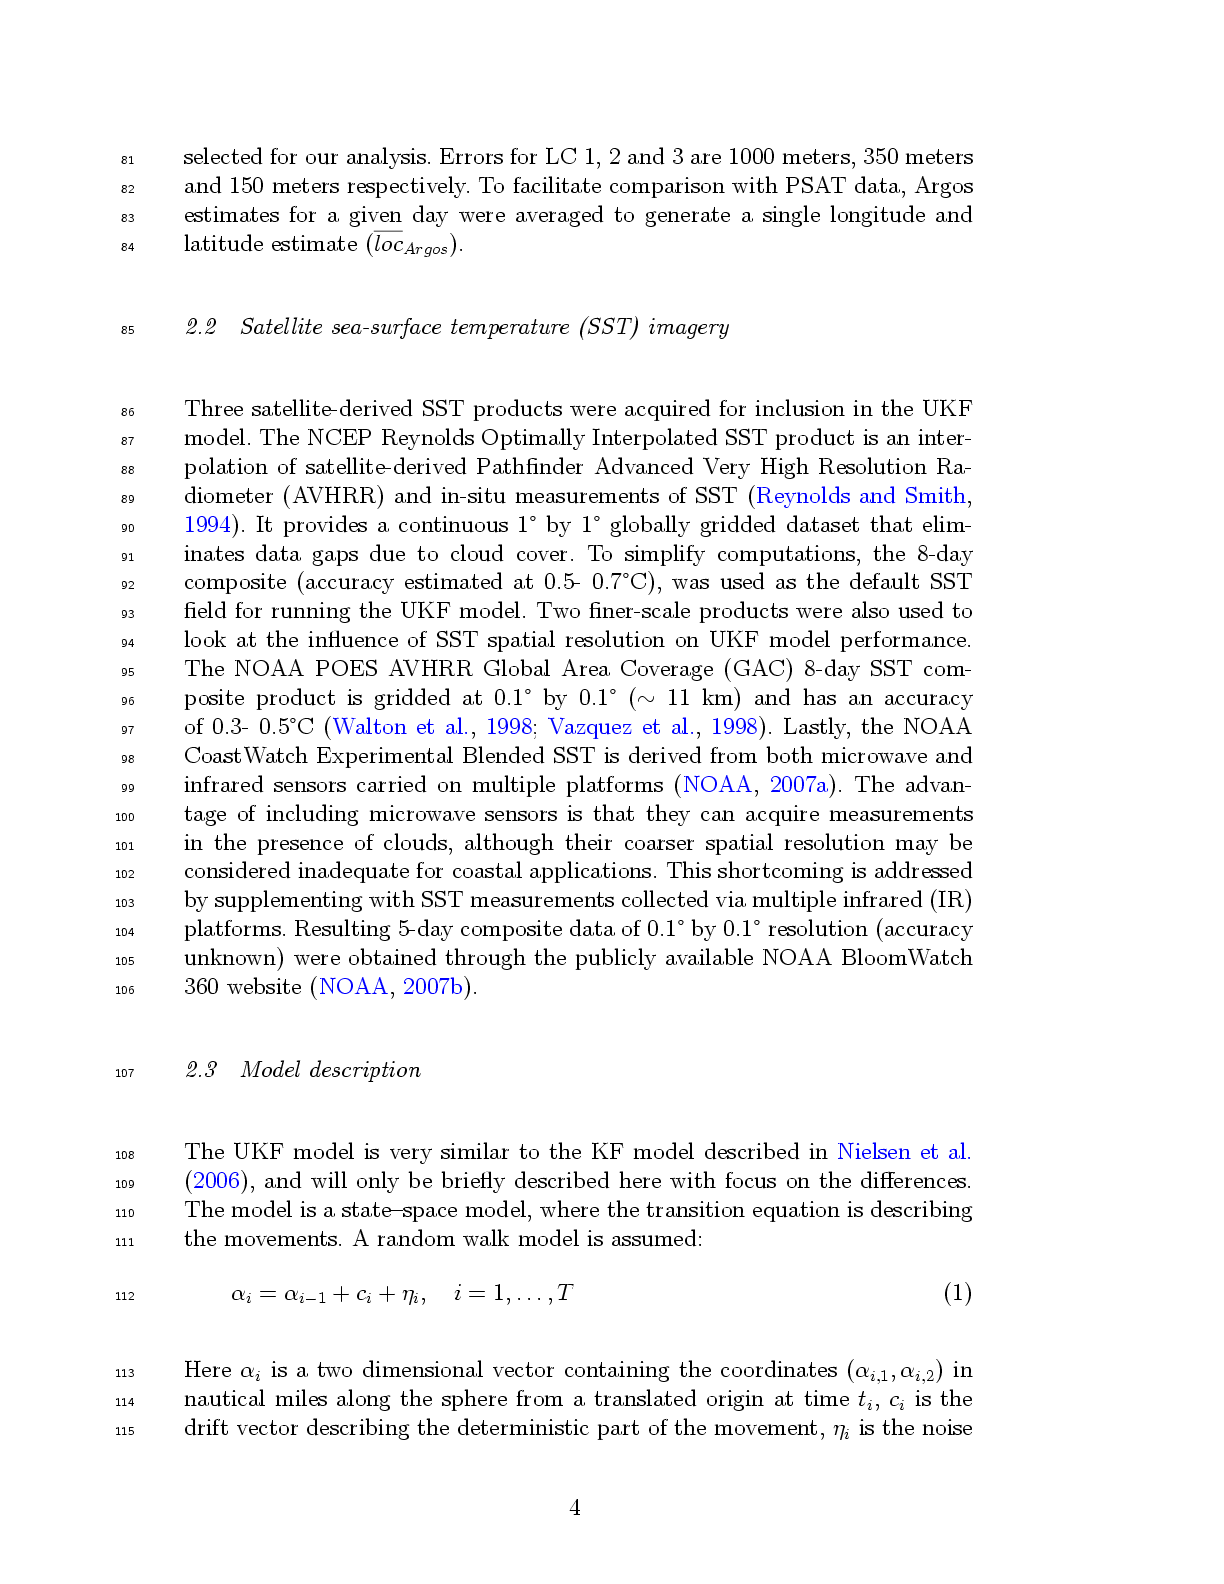 81 selected for our analysis. Errors for LC 1, 2 and 3 are 1000 meters, 350 meters
82 and 150 meters respectively. To facilitate comparison with PSAT data, Argos
83 estimates for a given day were averaged to generate a single longitude and
84 latitude estimate (\overline{loc}_{Argos}).
85 2.2 Satellite sea-surface temperature (SST) imagery
86 Three satellite-derived SST products were acquired for inclusion in the UKF
87 model. The NCEP Reynolds Optimally Interpolated SST product is an inter-
88 polation of satellite-derived Pathfinder Advanced Very High Resolution Ra-
89 diometer (AVHRR) and in-situ measurements of SST (Reynolds and Smith,
90 1994). It provides a continuous 1° by 1° globally gridded dataset that elim-
91 inates data gaps due to cloud cover. To simplify computations, the 8-day
92 composite (accuracy estimated at 0.5- 0.7°C), was used as the default SST
93 field for running the UKF model. Two finer-scale products were also used to
94 look at the influence of SST spatial resolution on UKF model performance.
95 The NOAA POES AVHRR Global Area Coverage (GAC) 8-day SST com-
96 posite product is gridded at 0.1° by 0.1° (∼ 11 km) and has an accuracy
97 of 0.3- 0.5°C (Walton et al., 1998; Vazquez et al., 1998). Lastly, the NOAA
98 CoastWatch Experimental Blended SST is derived from both microwave and
99 infrared sensors carried on multiple platforms (NOAA, 2007a). The advan-
100 tage of including microwave sensors is that they can acquire measurements
101 in the presence of clouds, although their coarser spatial resolution may be
102 considered inadequate for coastal applications. This shortcoming is addressed
103 by supplementing with SST measurements collected via multiple infrared (IR)
104 platforms. Resulting 5-day composite data of 0.1° by 0.1° resolution (accuracy
105 unknown) were obtained through the publicly available NOAA BloomWatch
106 360 website (NOAA, 2007b).
107 2.3 Model description
108 The UKF model is very similar to the KF model described in Nielsen et al.
109 (2006), and will only be briefly described here with focus on the differences.
110 The model is a state–space model, where the transition equation is describing
111 the movements. A random walk model is assumed:
112 α_i = α_{i−1} + c_i + η_i, i = 1, . . . , T (1)
113 Here α_i is a two dimensional vector containing the coordinates (α_{i,1}, α_{i,2}) in
114 nautical miles along the sphere from a translated origin at time t_i, c_i is the
115 drift vector describing the deterministic part of the movement, η_i is the noise
4